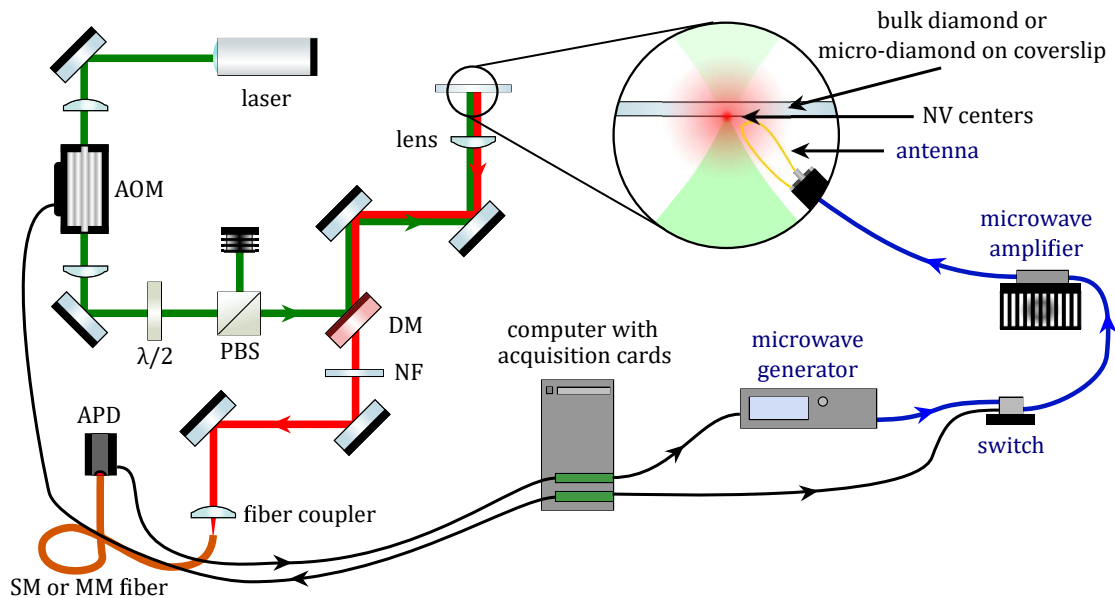 bulk diamond or
micro-diamond on coverslip
laser
NV centers
lens
antenna
AOM
microwave
amplifier
DM
computer with
acquisition cards
microwave
generator
λ/2
PBS
NF
APD
switch
fiber coupler
SM or MM fiber